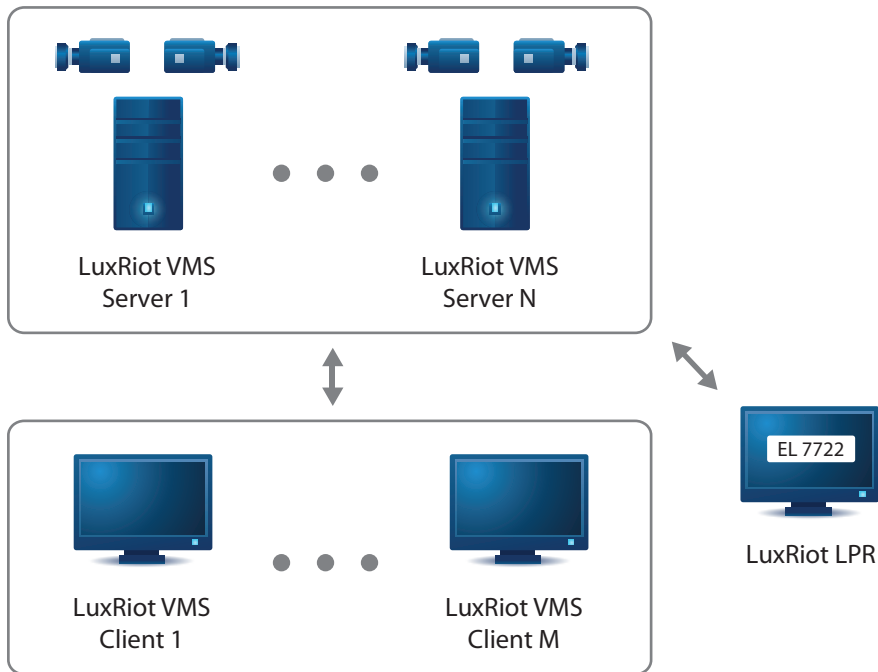 LuxRiot VMS
Server 1
LuxRiot VMS
Server N
EL 7722
LuxRiot LPR
LuxRiot VMS
Client 1
LuxRiot VMS
Client M